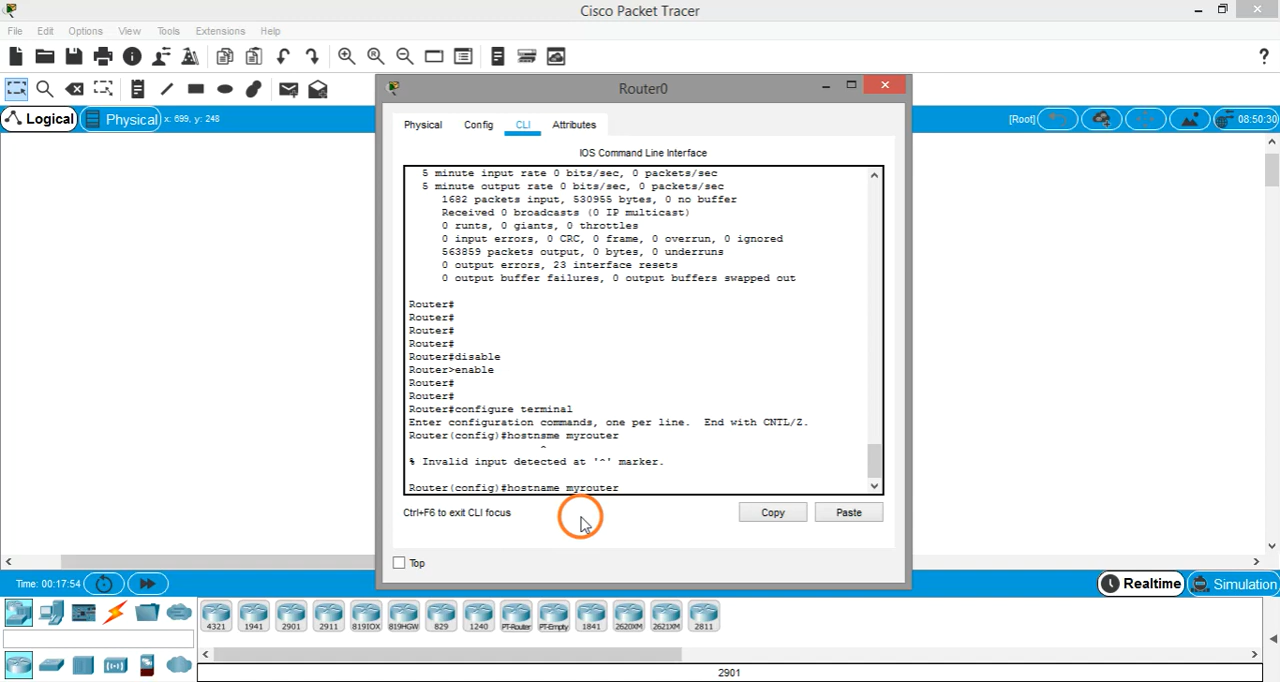 Cisco Packet Tracer
File Edit Options View Tools Extensions Help
?
Logical Physical x: 699, y: 248 [Root] 08:50:30
Router0
Physical Config CLI Attributes
IOS Command Line Interface
5 minute input rate 0 bits/sec, 0 packets/sec
5 minute output rate 0 bits/sec, 0 packets/sec
1682 packets input, 530955 bytes, 0 no buffer
Received 0 broadcasts (0 IP multicast)
0 runts, 0 giants, 0 throttles
0 input errors, 0 CRC, 0 frame, 0 overrun, 0 ignored
563859 packets output, 0 bytes, 0 underruns
0 output errors, 23 interface resets
0 output buffer failures, 0 output buffers swapped out
Router#
Router#
Router#
Router#
Router#disable
Router>enable
Router#
Router#
Router#configure terminal
Enter configuration commands, one per line. End with CNTL/Z.
Router(config)#hostnsme myrouter
^
% Invalid input detected at '^' marker.
Router(config)#hostname myrouter
Ctrl+F6 to exit CLI focus Copy Paste
Top
Time: 00:17:54 Realtime Simulation
4321 1941 2901 2911 819IOX 819HGW 829 1240 PT-Router PT-Empty 1841 2620XM 2621XM 2811
2901